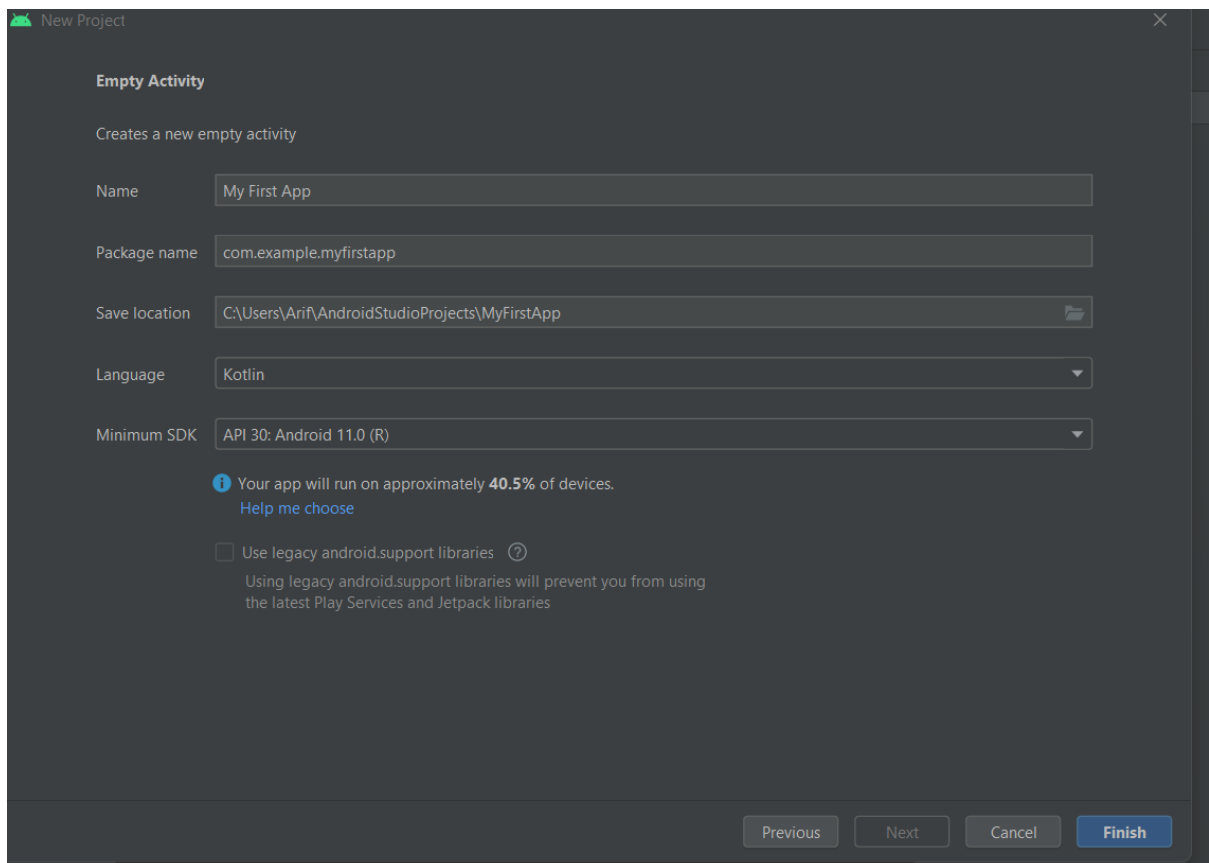 New Project
Empty Activity
Creates a new empty activity
Name My First App
Package name com.example.myfirstapp
Save location C:\Users\Arif\AndroidStudioProjects\MyFirstApp
Language Kotlin
Minimum SDK API 30: Android 11.0 (R)
Your app will run on approximately 40.5% of devices.
Help me choose
Use legacy android.support libraries ?
Using legacy android.support libraries will prevent you from using
the latest Play Services and Jetpack libraries
Previous Next Cancel Finish